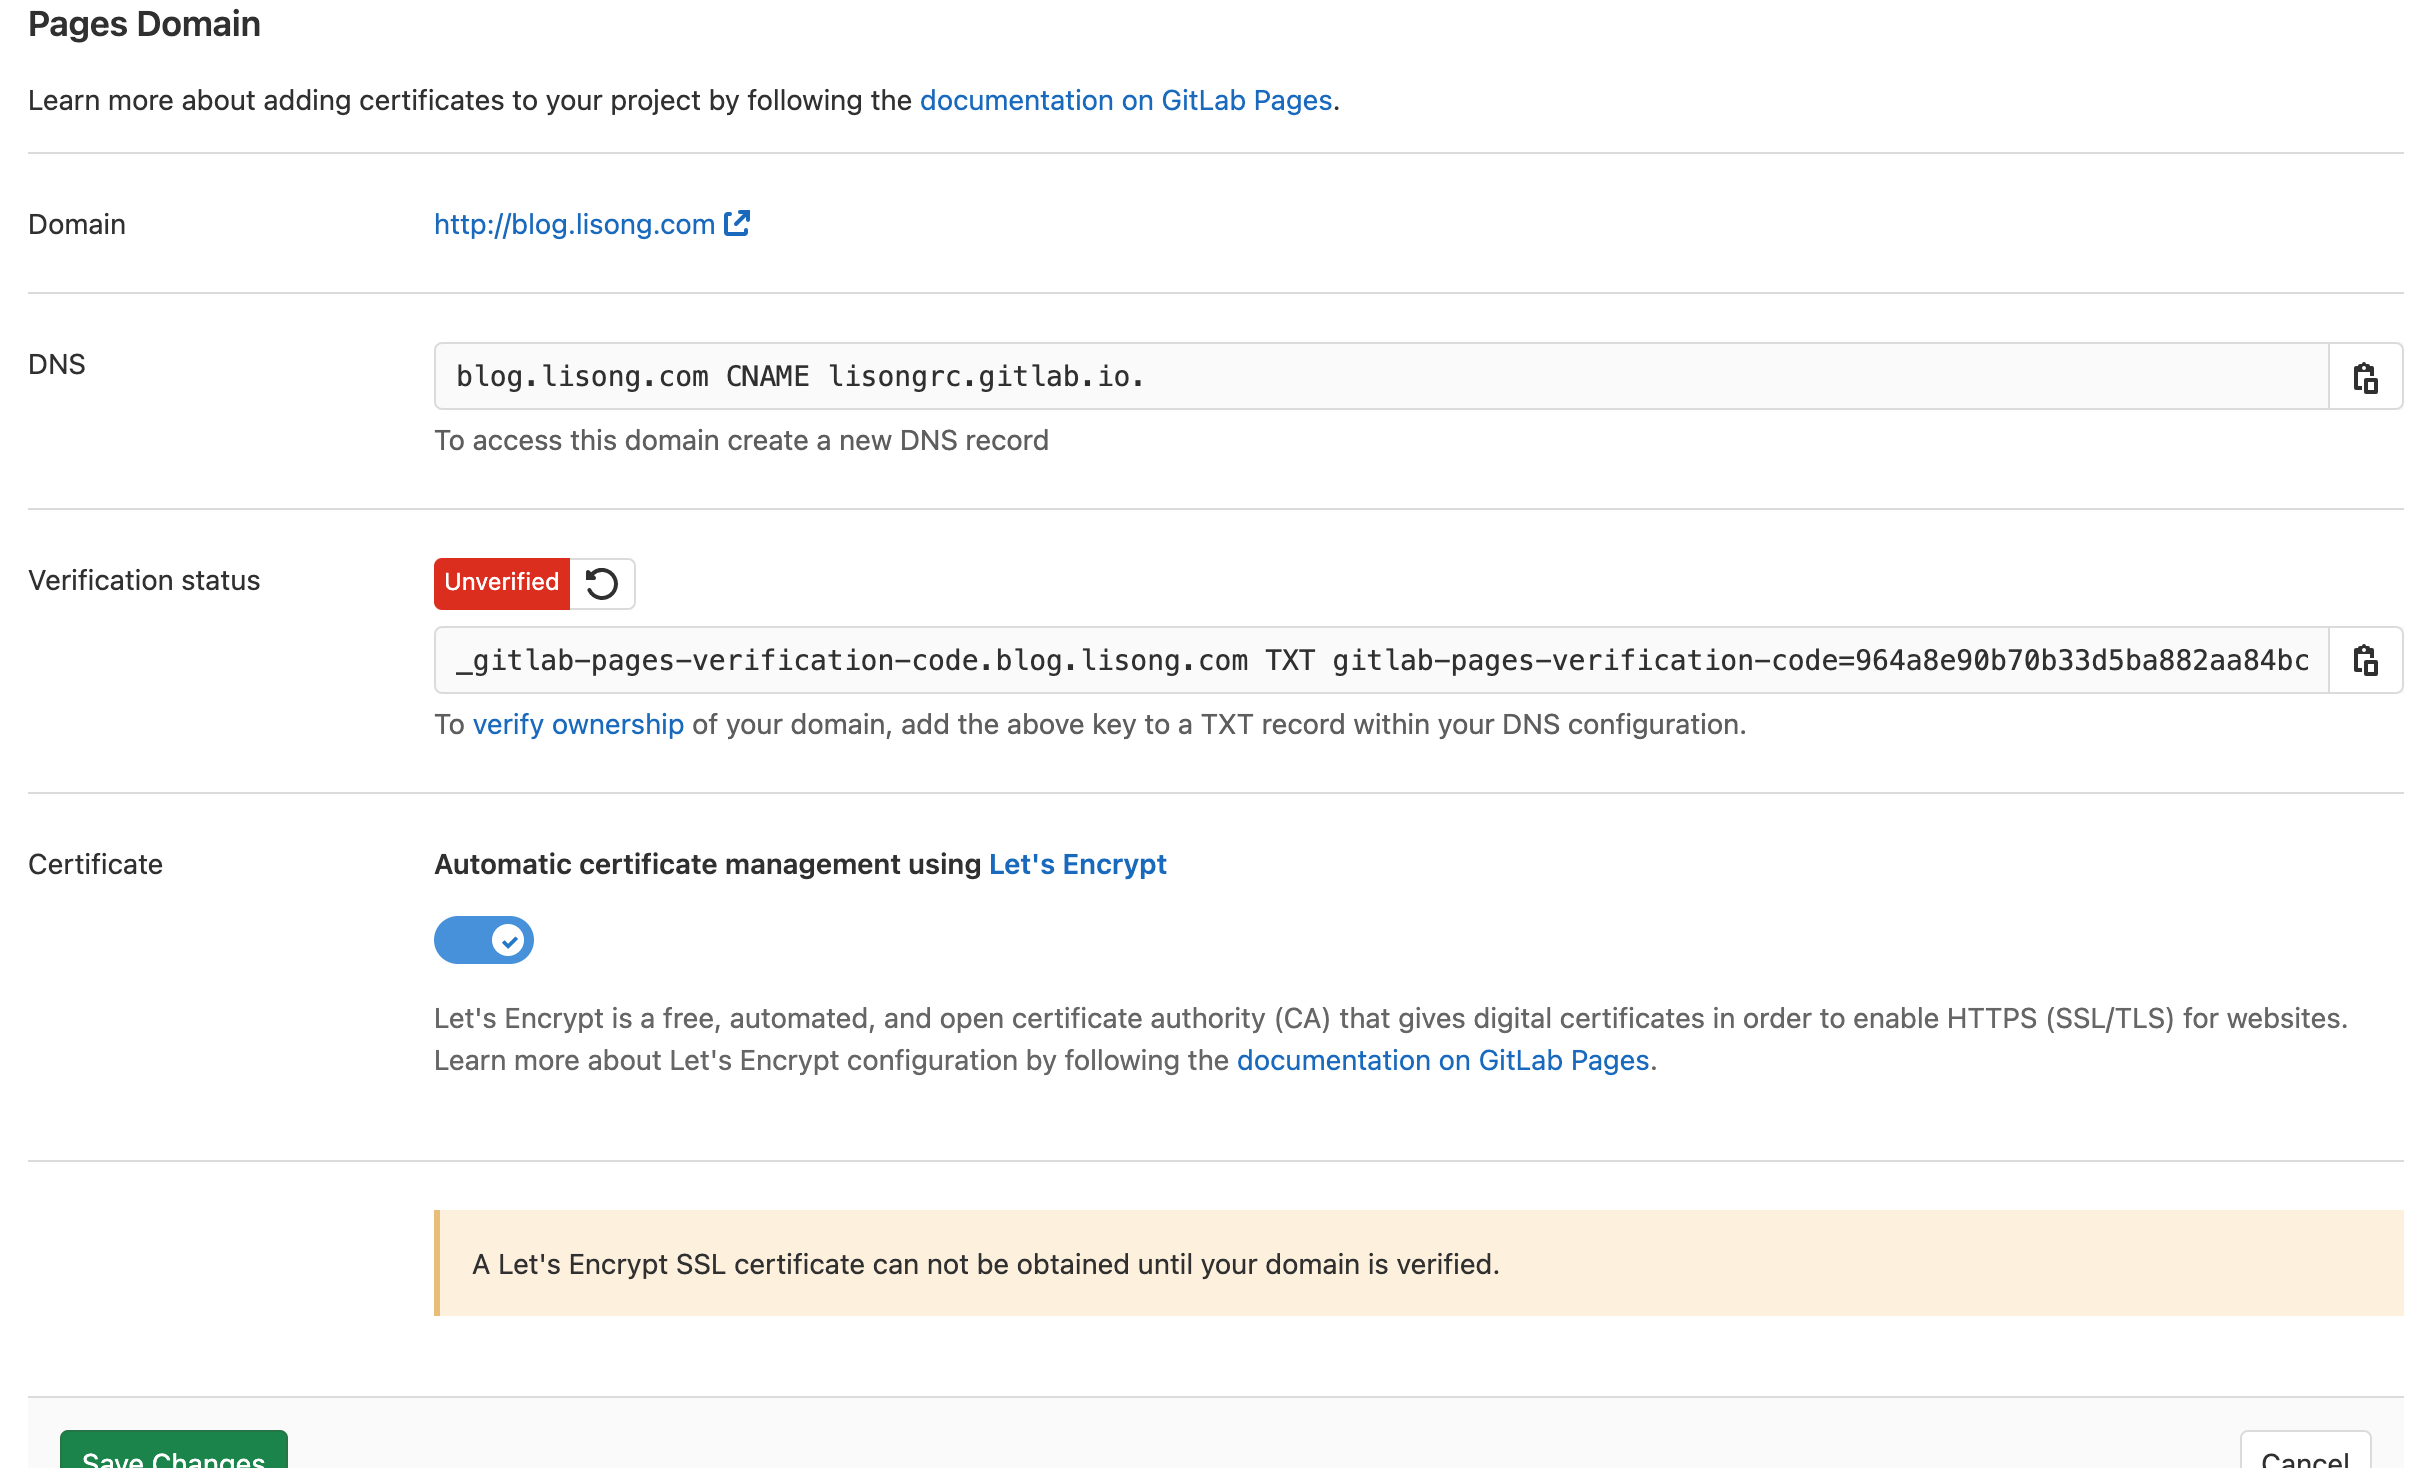 Pages Domain
Learn more about adding certificates to your project by following the documentation on GitLab Pages.
Domain
http://blog.lisong.com
DNS
blog.lisong.com CNAME lisongrc.gitlab.io.
To access this domain create a new DNS record
Verification status
Unverified
_gitlab-pages-verification-code.blog.lisong.com TXT gitlab-pages-verification-code=964a8e90b70b33d5ba882aa84bc
To verify ownership of your domain, add the above key to a TXT record within your DNS configuration.
Certificate
Automatic certificate management using Let's Encrypt
Let's Encrypt is a free, automated, and open certificate authority (CA) that gives digital certificates in order to enable HTTPS (SSL/TLS) for websites.
Learn more about Let's Encrypt configuration by following the documentation on GitLab Pages.
A Let's Encrypt SSL certificate can not be obtained until your domain is verified.
Save Changes
Cancel